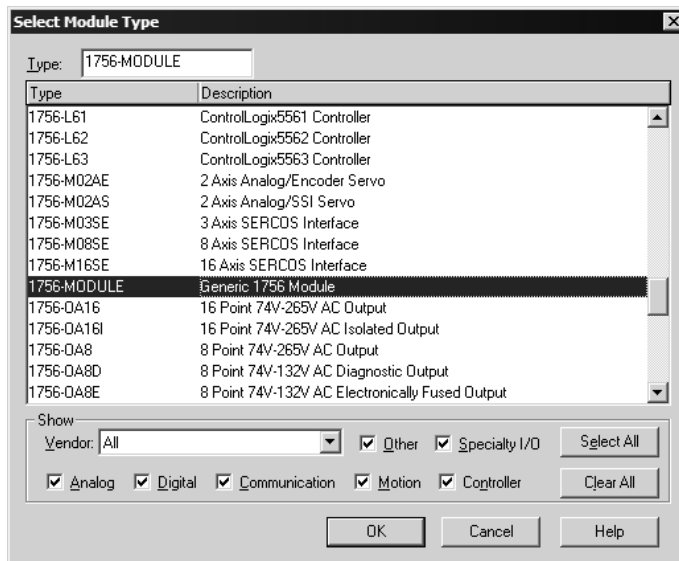 Select Module Type
Type: 1756-MODULE
Type Description
1756-L61 ControlLogix5561 Controller
1756-L62 ControlLogix5562 Controller
1756-L63 ControlLogix5563 Controller
1756-M02AE 2 Axis Analog/Encoder Servo
1756-M02AS 2 Axis Analog/SSI Servo
1756-M03SE 3 Axis SERCOS Interface
1756-M08SE 8 Axis SERCOS Interface
1756-M16SE 16 Axis SERCOS Interface
1756-MODULE Generic 1756 Module
1756-OA16 16 Point 74V-265V AC Output
1756-OA16I 16 Point 74V-265V AC Isolated Output
1756-OA8 8 Point 74V-265V AC Output
1756-OA8D 8 Point 74V-132V AC Diagnostic Output
1756-OA8E 8 Point 74V-132V AC Electronically Fused Output
Show
Vendor: All Other Specialty I/O Select All
Analog Digital Communication Motion Controller Clear All
OK Cancel Help